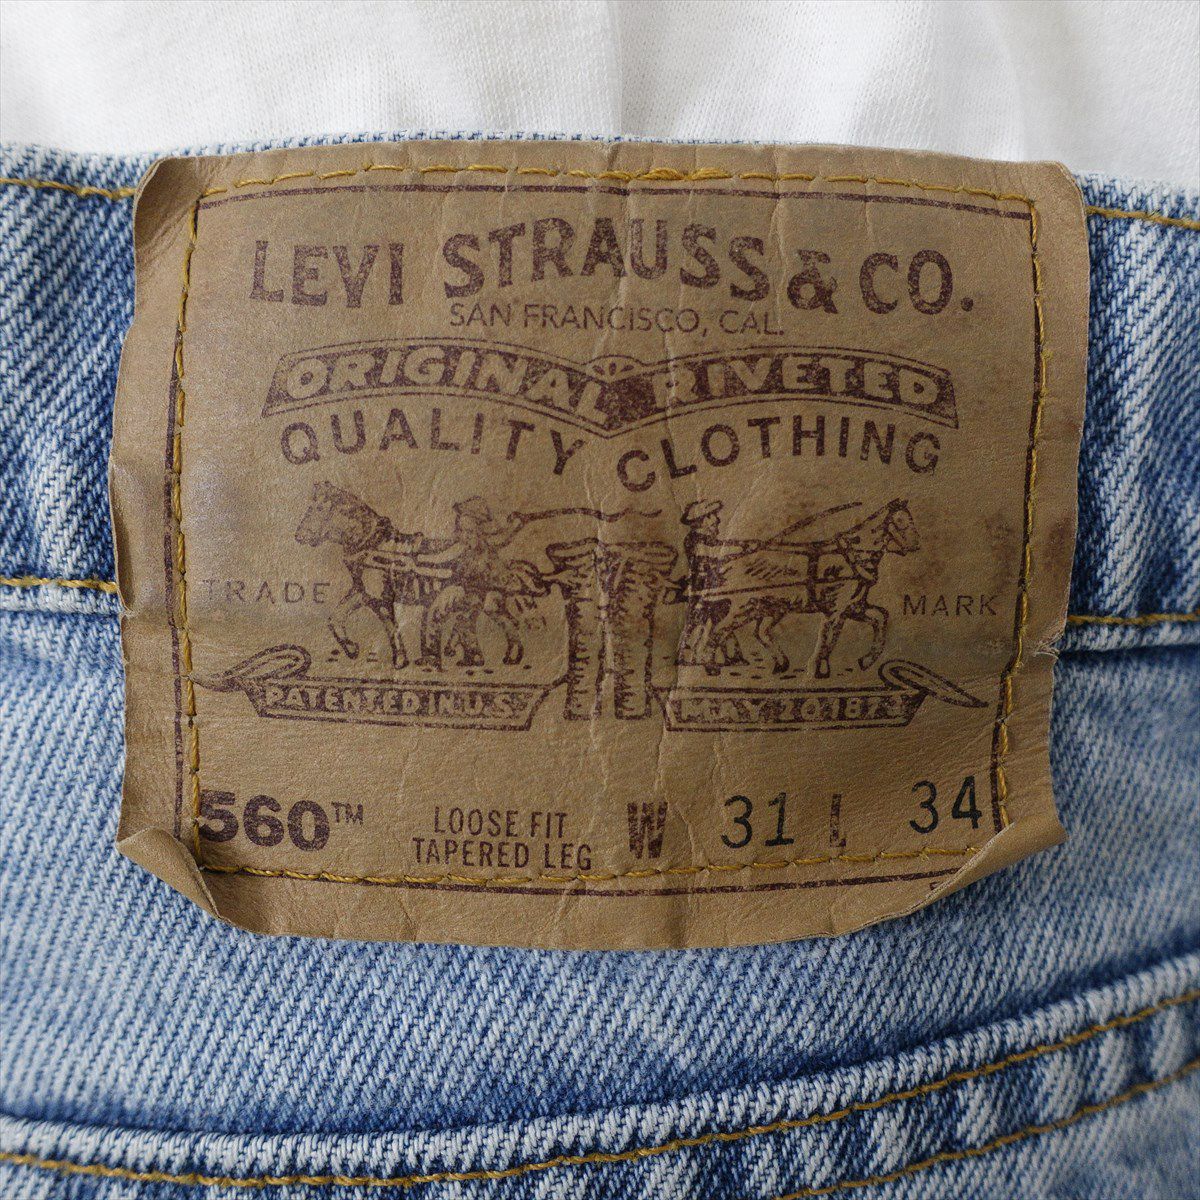 LEVI STRAUSS & CO.
SAN FRANCISCO, CAL.
ORIGINAL RIVETED
QUALITY CLOTHING
TRADE MARK
PATENTED IN U.S. MAY 20 1873
560™ LOOSE FIT TAPERED LEG W 31 L 34